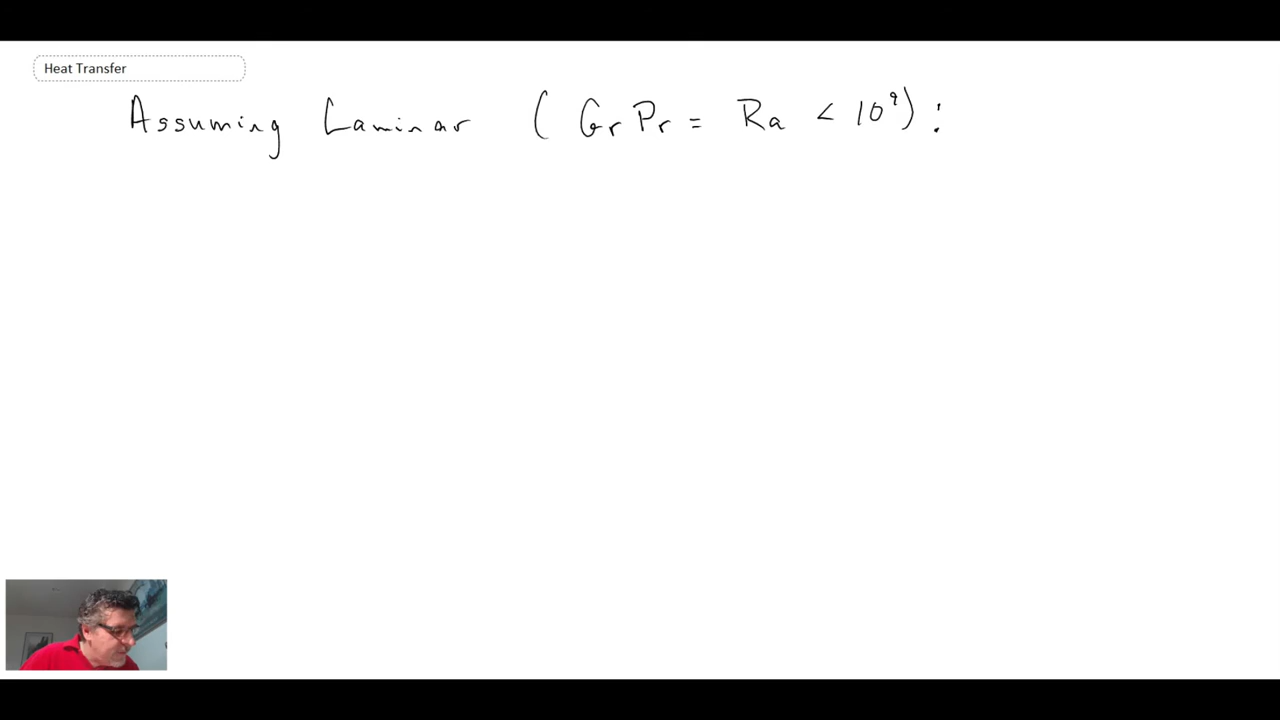 Heat Transfer
Assuming Laminar ( Gr Pr = Ra < 10⁹) :